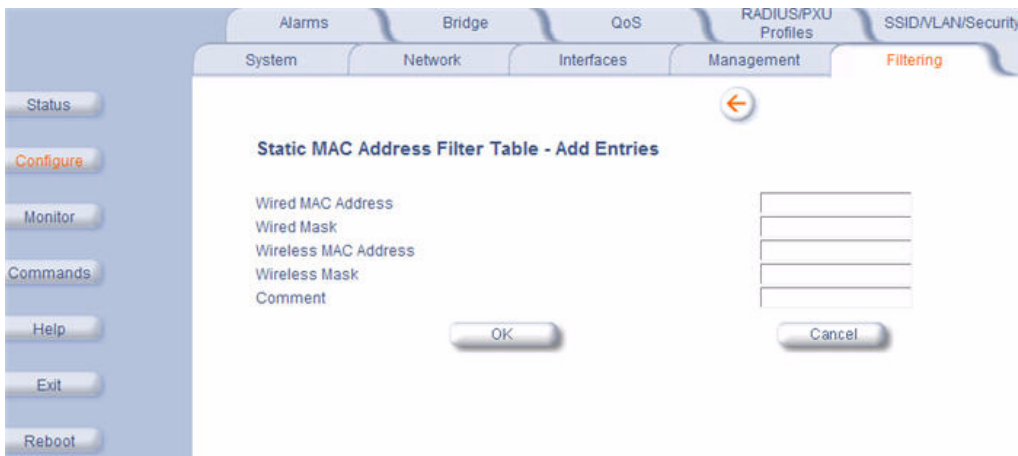 Alarms
Bridge
QoS
RADIUS/PXU
Profiles
SSID/VLAN/Security
System
Network
Interfaces
Management
Filtering
Status
Configure
Monitor
Commands
Help
Exit
Reboot
Static MAC Address Filter Table - Add Entries
Wired MAC Address
Wired Mask
Wireless MAC Address
Wireless Mask
Comment
OK
Cancel